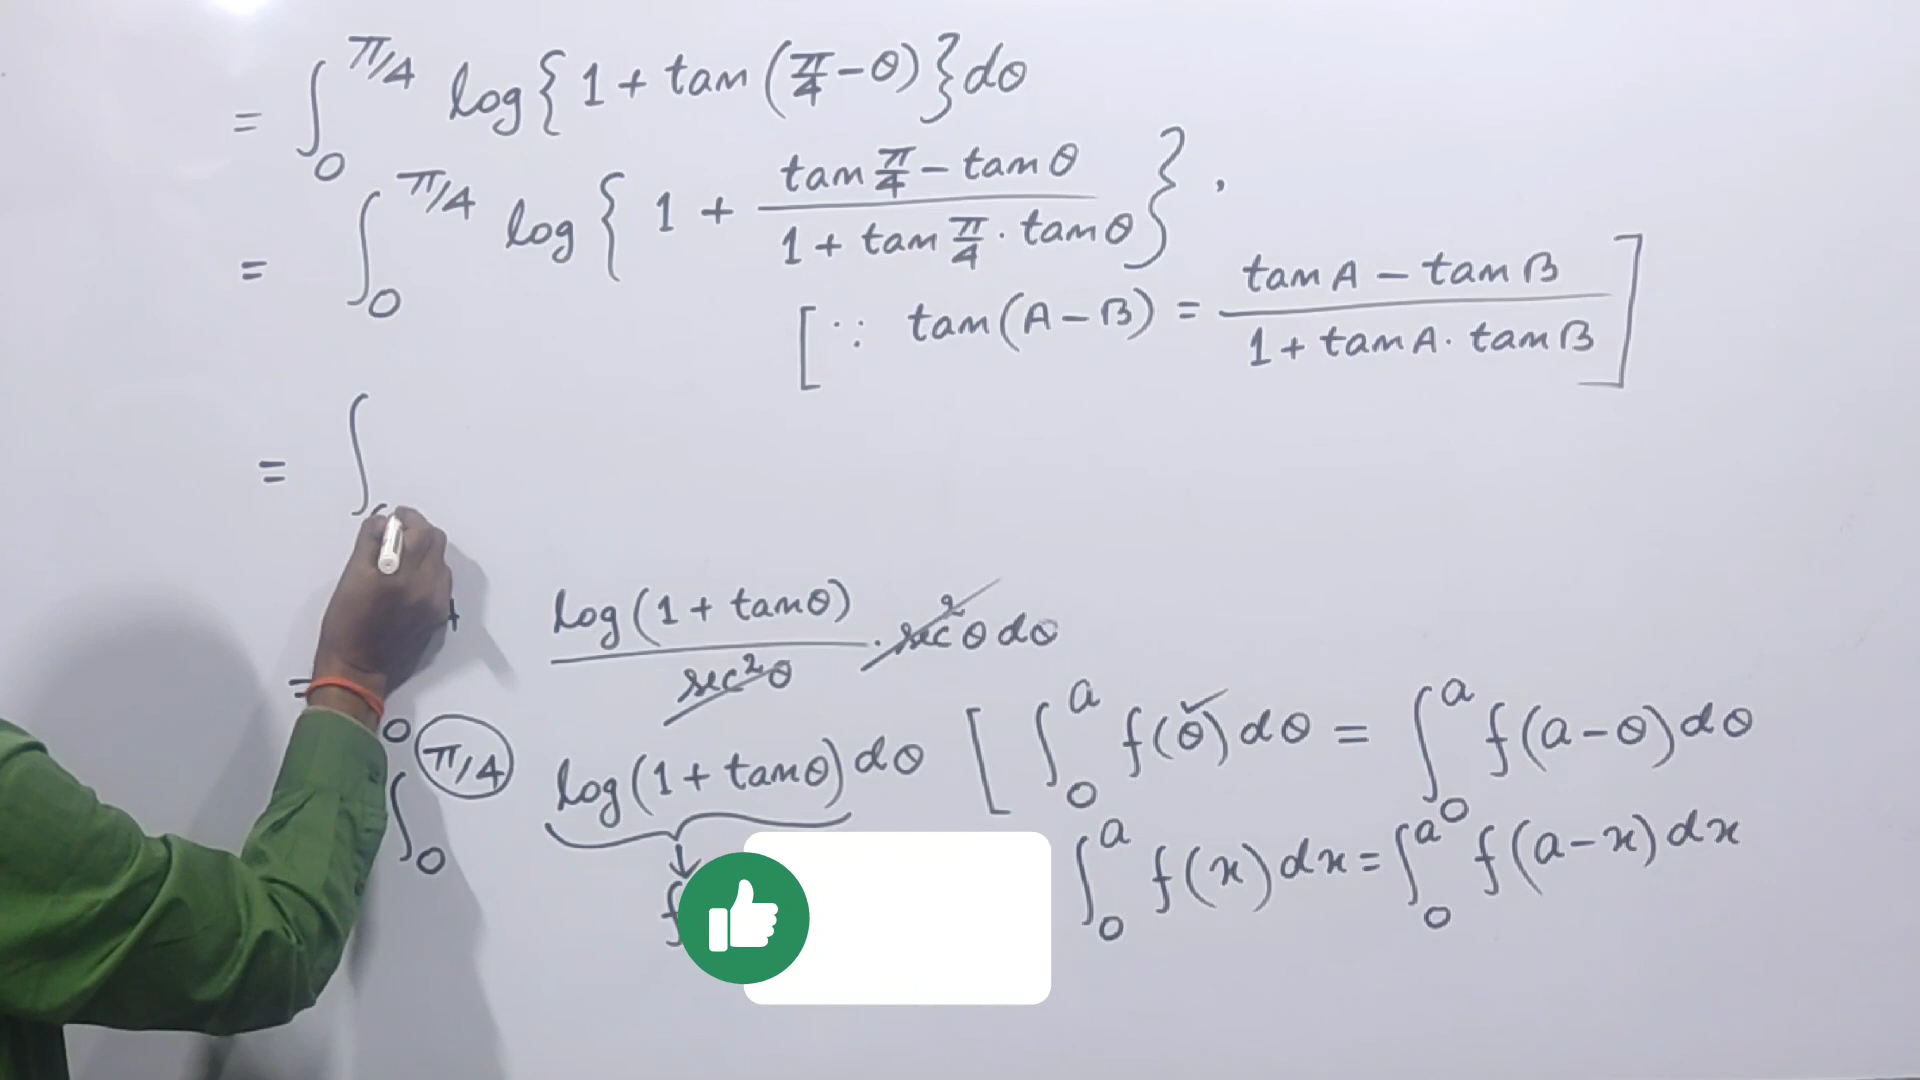 = ∫₀^{π/4} log{1 + tan(π/4 − θ)}dθ
= ∫₀^{π/4} log{1 + (tan π/4 − tan θ)/(1 + tan π/4 · tan θ)},
[∵ tan(A − B) = (tan A − tan B)/(1 + tan A · tan B)]
= ∫
= log(1 + tanθ)/sec²θ · sec²θ dθ
0
∫₀^{π/4} log(1 + tanθ)dθ [∫₀^a f(θ)dθ = ∫₀^a f(a − θ)dθ
∫₀^a f(x)dx = ∫₀^a f(a − x)dx
f